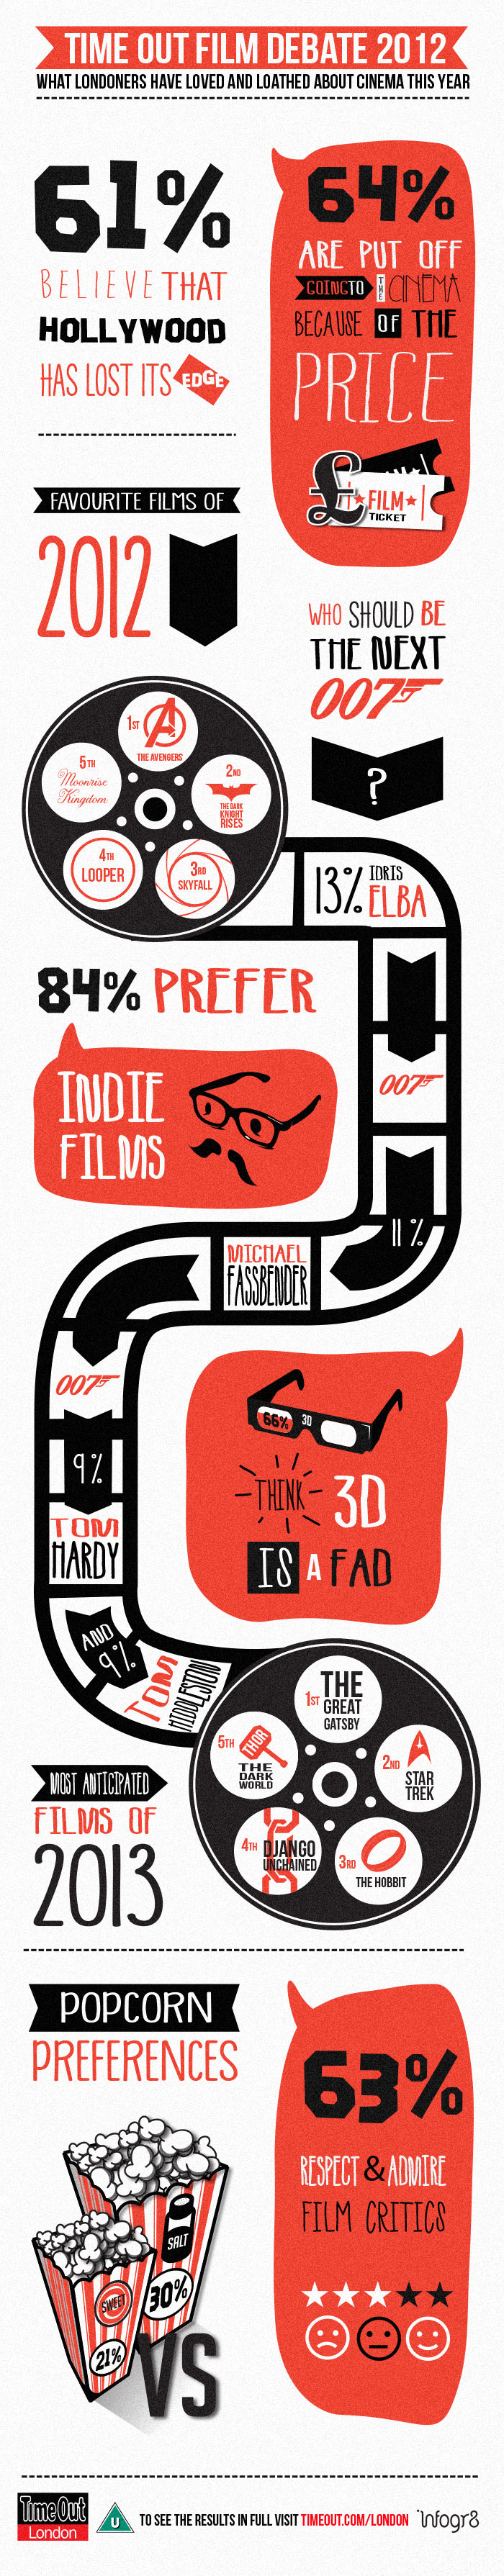 TIME OUT FILM DEBATE 2012
WHAT LONDONERS HAVE LOVED AND LOATHED ABOUT CINEMA THIS YEAR
61%
BELIEVE THAT
HOLLYWOOD
HAS LOST ITS EDGE
64%
ARE PUT OFF
GOING TO THE CINEMA
BECAUSE OF THE
PRICE
£
FILM
TICKET
FAVOURITE FILMS OF
2012
1ST
THE AVENGERS
2ND
THE DARK
KNIGHT
RISES
3RD
SKYFALL
4TH
LOOPER
5TH
Moonrise
Kingdom
WHO SHOULD BE
THE NEXT
007
?
13% IDRIS
ELBA
007
11%
MICHAEL
FASSBENDER
007
9%
TOM
HARDY
AND
9%
TOM
HIDDLESTON
84% PREFER
INDIE
FILMS
66% 3D
THINK 3D
IS A FAD
MOST ANTICIPATED
FILMS OF
2013
1ST THE
GREAT
GATSBY
2ND
STAR
TREK
3RD
THE HOBBIT
4TH DJANGO
UNCHAINED
5TH THOR
THE
DARK
WORLD
POPCORN
PREFERENCES
SALT
30%
SWEET
21%
VS
63%
RESPECT & ADMIRE
FILM CRITICS
Time Out
London
U
TO SEE THE RESULTS IN FULL VISIT TIMEOUT.COM/LONDON
infogr8